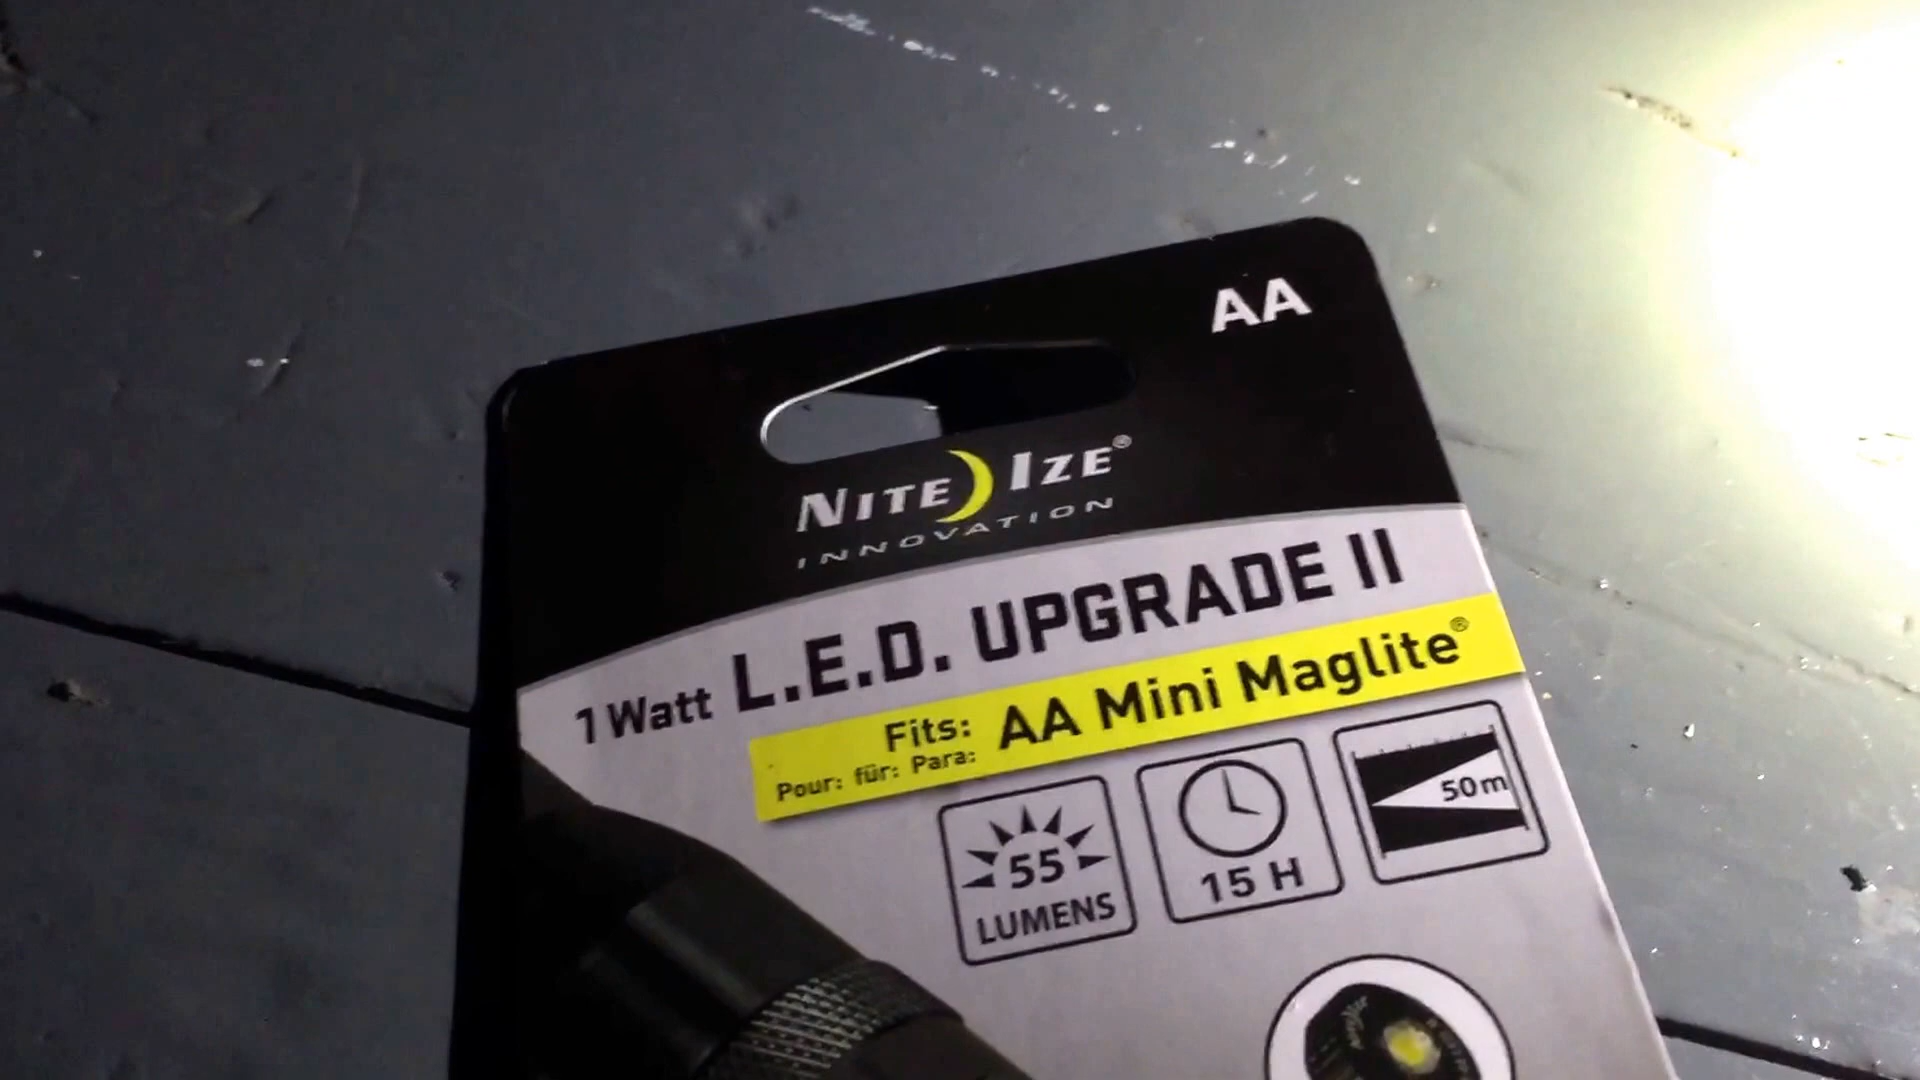 AA
NITE IZE®
INNOVATION
1 Watt L.E.D. UPGRADE II
Fits: AA Mini Maglite®
Pour: für: Para:
55
LUMENS
15 H
50m